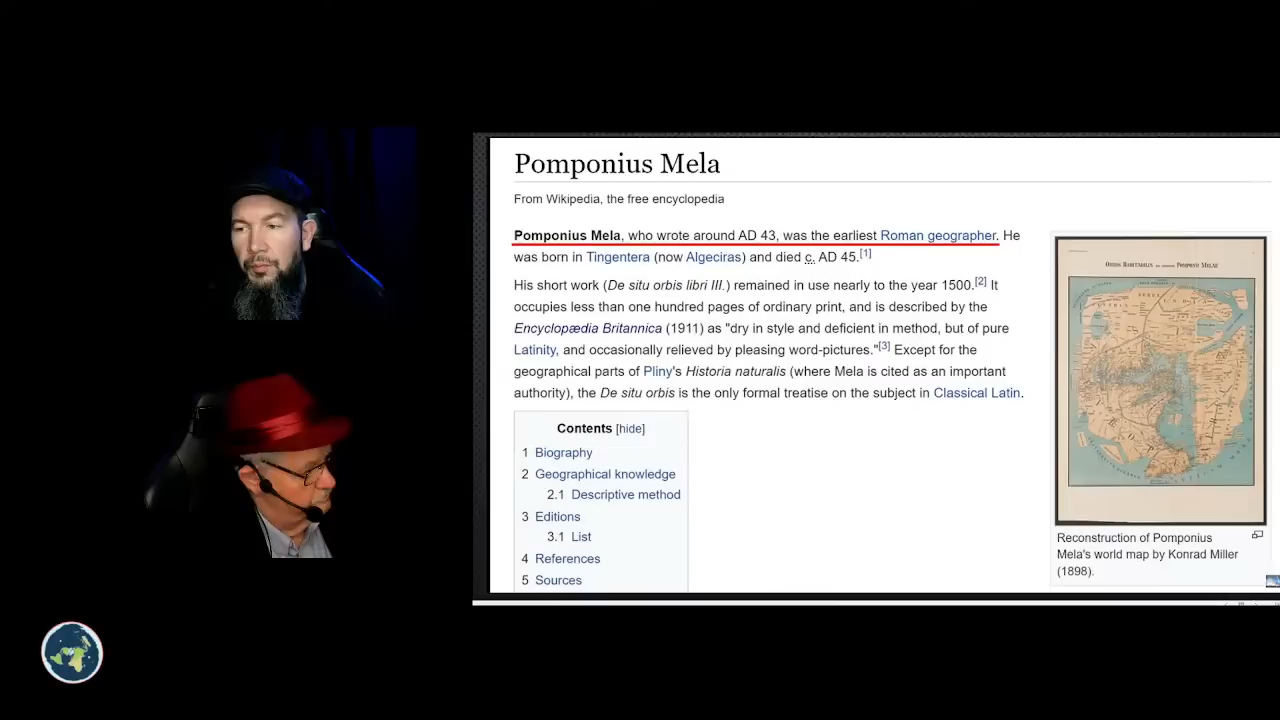 Pomponius Mela
From Wikipedia, the free encyclopedia
Pomponius Mela, who wrote around AD 43, was the earliest Roman geographer. He
was born in Tingentera (now Algeciras) and died c. AD 45.[1]
His short work (De situ orbis libri III.) remained in use nearly to the year 1500.[2] It
occupies less than one hundred pages of ordinary print, and is described by the
Encyclopædia Britannica (1911) as "dry in style and deficient in method, but of pure
Latinity, and occasionally relieved by pleasing word-pictures."[3] Except for the
geographical parts of Pliny's Historia naturalis (where Mela is cited as an important
authority), the De situ orbis is the only formal treatise on the subject in Classical Latin.
Contents [hide]
1 Biography
2 Geographical knowledge
2.1 Descriptive method
3 Editions
3.1 List
4 References
5 Sources
Reconstruction of Pomponius
Mela's world map by Konrad Miller
(1898).